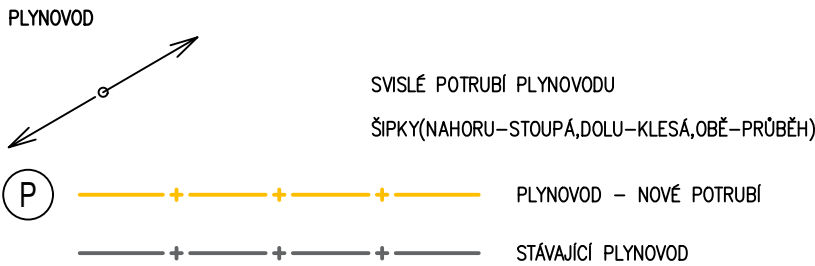 PLYNOVOD
SVISLÉ POTRUBÍ PLYNOVODU
ŠIPKY(NAHORU-STOUPÁ,DOLU-KLESÁ,OBĚ-PRŮBĚH)
P
PLYNOVOD - NOVÉ POTRUBÍ
STÁVAJÍCÍ PLYNOVOD